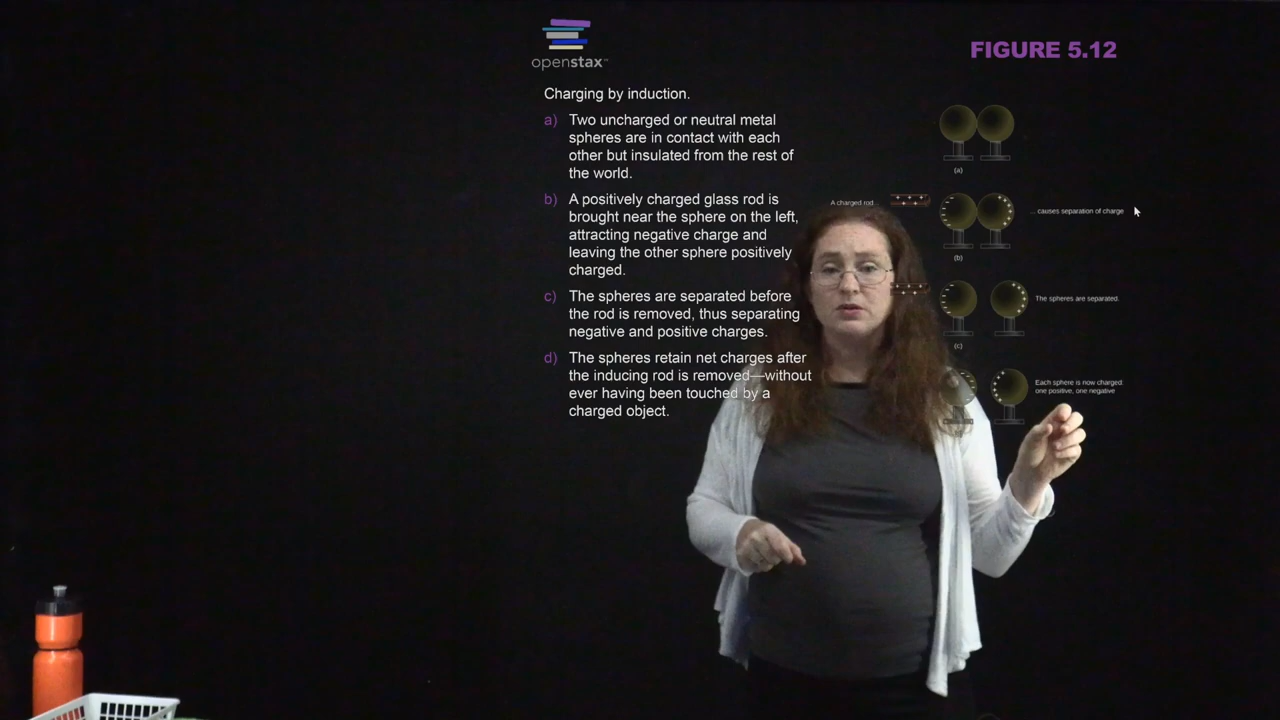 openstax™
FIGURE 5.12
Charging by induction.
a) Two uncharged or neutral metal
spheres are in contact with each
other but insulated from the rest of
the world.
b) A positively charged glass rod is
brought near the sphere on the left,
attracting negative charge and
leaving the other sphere positively
charged.
c) The spheres are separated before
the rod is removed, thus separating
negative and positive charges.
d) The spheres retain net charges after
the inducing rod is removed—without
ever having been touched by a
charged object.
(a)
A charged rod...
... causes separation of charge
(b)
The spheres are separated.
(c)
Each sphere is now charged:
one positive, one negative